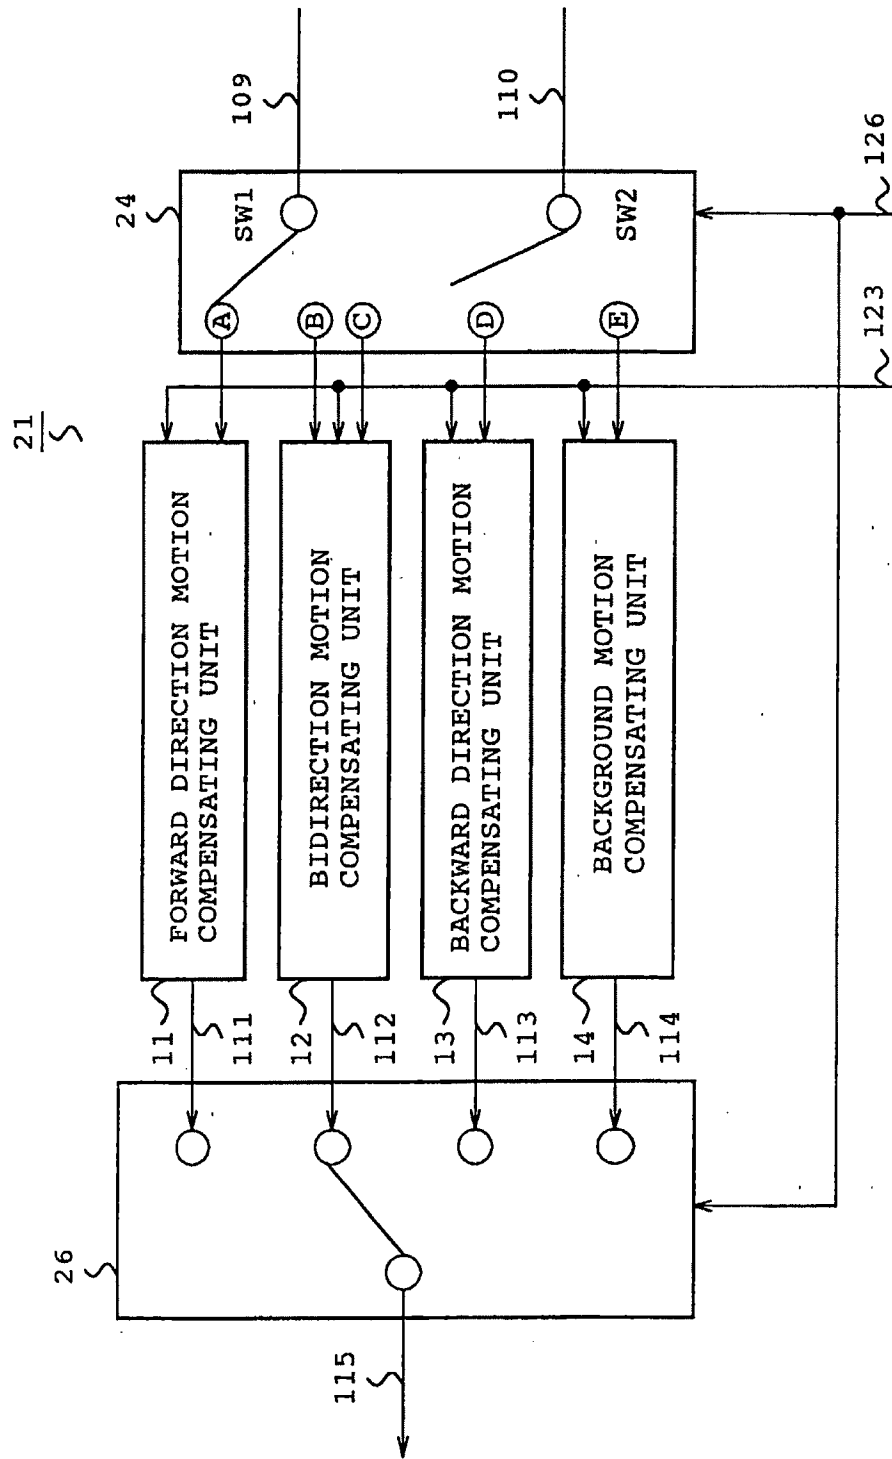 21
24
SW1
SW2
109
110
A
B
C
D
E
123
126
FORWARD DIRECTION MOTION
COMPENSATING UNIT
BIDIRECTION MOTION
COMPENSATING UNIT
BACKWARD DIRECTION MOTION
COMPENSATING UNIT
BACKGROUND MOTION
COMPENSATING UNIT
11
111
12
112
13
113
14
114
26
115